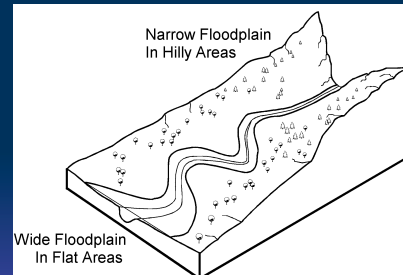 Narrow Floodplain
In Hilly Areas
Wide Floodplain
In Flat Areas